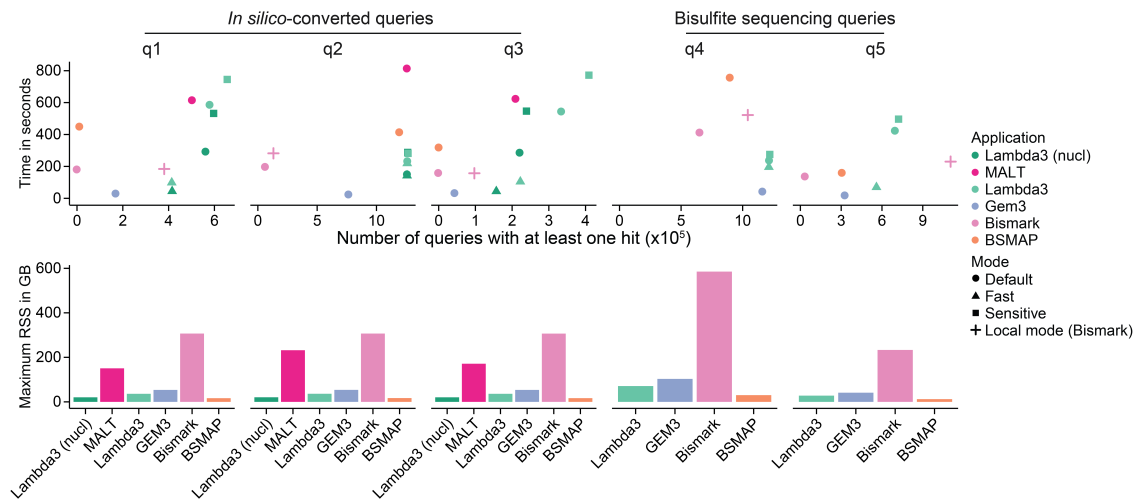 In silico-converted queries
Bisulfite sequencing queries
q1
q2
q3
q4
q5
Time in seconds
800
600
400
200
0
0 2 4 6
0 5 10
0 1 2 3 4
0 5 10
0 3 6 9
Number of queries with at least one hit (x10⁵)
Application
Lambda3 (nucl)
MALT
Lambda3
Gem3
Bismark
BSMAP
Mode
Default
Fast
Sensitive
Local mode (Bismark)
Maximum RSS in GB
600
400
200
0
Lambda3 (nucl)
MALT
Lambda3
GEM3
Bismark
BSMAP
Lambda3 (nucl)
MALT
Lambda3
GEM3
Bismark
BSMAP
Lambda3 (nucl)
MALT
Lambda3
GEM3
Bismark
BSMAP
Lambda3
GEM3
Bismark
BSMAP
Lambda3
GEM3
Bismark
BSMAP